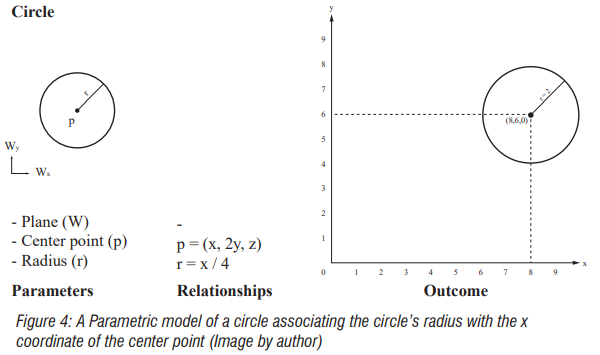 Circle
r
p
Wy
Wx
y
9
8
7
6
5
4
3
2
1
0 1 2 3 4 5 6 7 8 9 x
r = 2
(8,6,0)
- Plane (W) -
- Center point (p) p = (x, 2y, z)
- Radius (r) r = x / 4
Parameters Relationships Outcome
Figure 4: A Parametric model of a circle associating the circle's radius with the x
coordinate of the center point (Image by author)